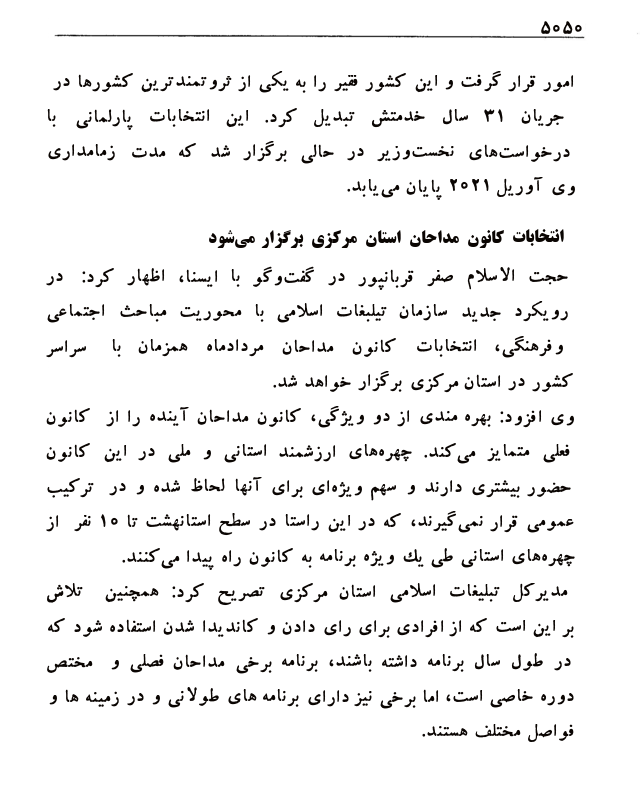 ۵۰۵۰
امور قرار گرفت و این کشور فقیر را به یکی از ثروتمندترین کشورها در
جریان ۳۱ سال خدمتش تبدیل کرد. این انتخابات پارلمانی با
درخواست‌های نخست‌وزیر در حالی برگزار شد که مدت زمامداری
وی آوریل ۲۰۲۱ پایان می‌یابد.
انتخابات کانون مداحان استان مرکزی برگزار می‌شود
حجت الاسلام صفر قربانپور در گفت‌وگو با ایسنا، اظهار کرد: در
رویکرد جدید سازمان تیلبغات اسلامی با محوریت مباحث اجتماعی
وفرهنگی، انتخابات کانون مداحان مردادماه همزمان با سراسر
کشور در استان مرکزی برگزار خواهد شد.
وی افزود: بهره مندی از دو ویژگی، کانون مداحان آینده را از کانون
فعلی متمایز می‌کند. چهره‌های ارزشمند استانی و ملی در این کانون
حضور بیشتری دارند و سهم ویژه‌ای برای آنها لحاظ شده و در ترکیب
عمومی قرار نمی‌گیرند، که در این راستا در سطح استانهشت تا ۱۰ نفر از
چهره‌های استانی طی یك ویژه برنامه به کانون راه پیدا می‌کنند.
مدیرکل تبلیغات اسلامی استان مرکزی تصریح کرد: همچنین تلاش
بر این است که از افرادی برای رای دادن و کاندیدا شدن استفاده شود که
در طول سال برنامه داشته باشند، برنامه برخی مداحان فصلی و مختص
دوره خاصی است، اما برخی نیز دارای برنامه های طولانی و در زمینه ها و
فواصل مختلف هستند.